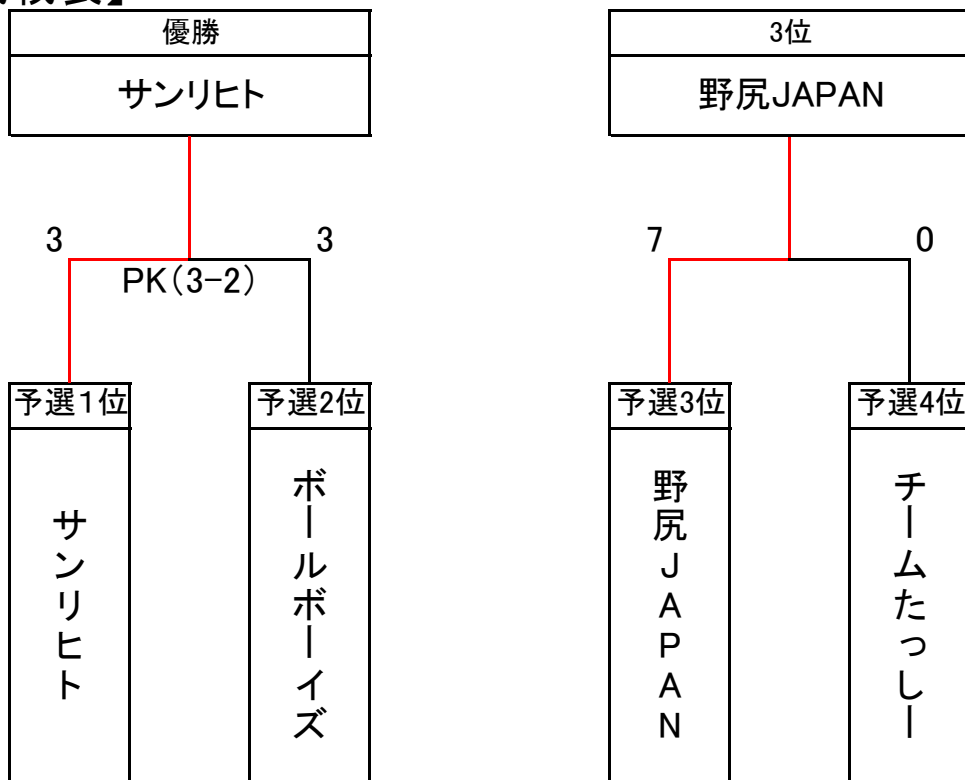 優勝
サンリヒト
3位
野尻JAPAN
3
3
PK(3-2)
7
0
予選1位
予選2位
予選3位
予選4位
サンリヒト
ボールボーイズ
野尻JAPAN
チームたっしー